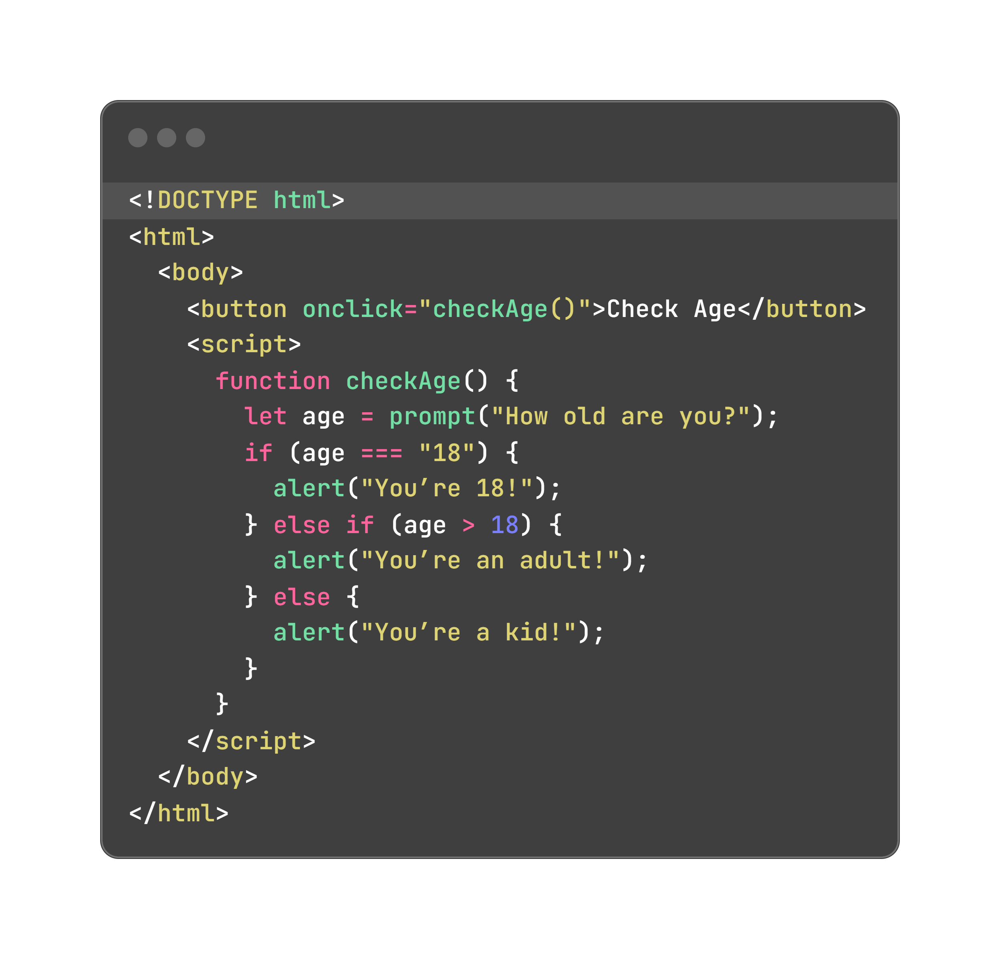 <!DOCTYPE html>
<html>
  <body>
    <button onclick="checkAge()">Check Age</button>
    <script>
      function checkAge() {
        let age = prompt("How old are you?");
        if (age === "18") {
          alert("You’re 18!");
        } else if (age > 18) {
          alert("You’re an adult!");
        } else {
          alert("You’re a kid!");
        }
      }
    </script>
  </body>
</html>